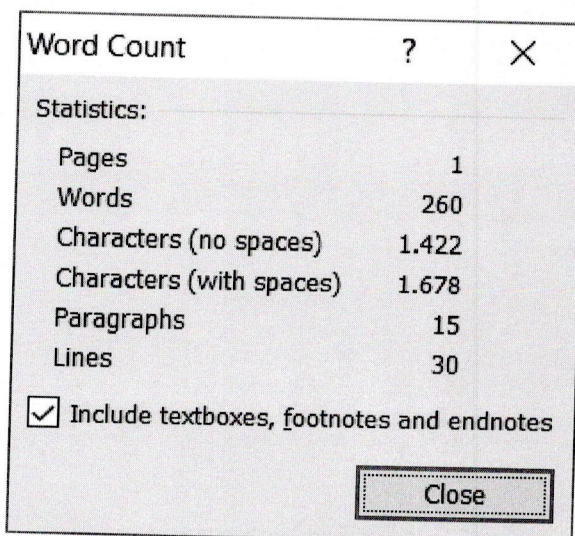 Word Count ? ×
Statistics:
Pages 1
Words 260
Characters (no spaces) 1.422
Characters (with spaces) 1.678
Paragraphs 15
Lines 30
Include textboxes, footnotes and endnotes
Close